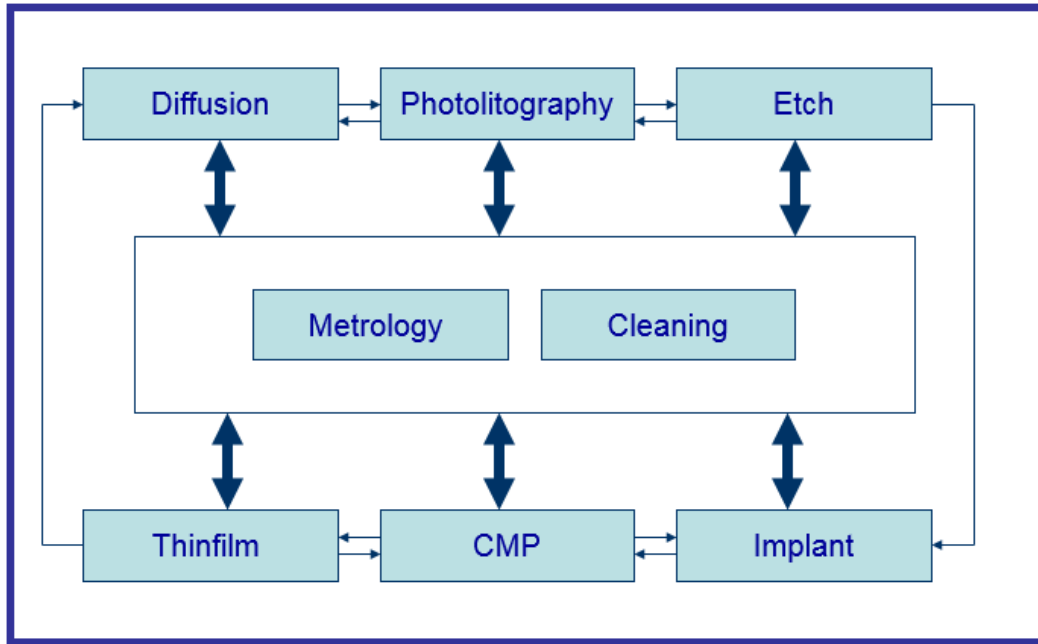 Diffusion
Photolitography
Etch
Metrology
Cleaning
Thinfilm
CMP
Implant